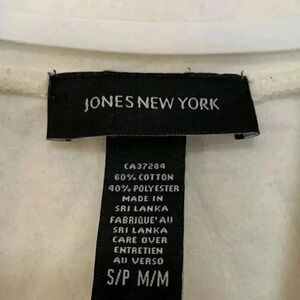 JONES NEW YORK
CA37284
60% COTTON
40% POLYESTER
MADE IN
SRI LANKA
FABRIQUÉ AU
SRI LANKA
CARE OVER
ENTRETIEN
AU VERSO
S/P M/M